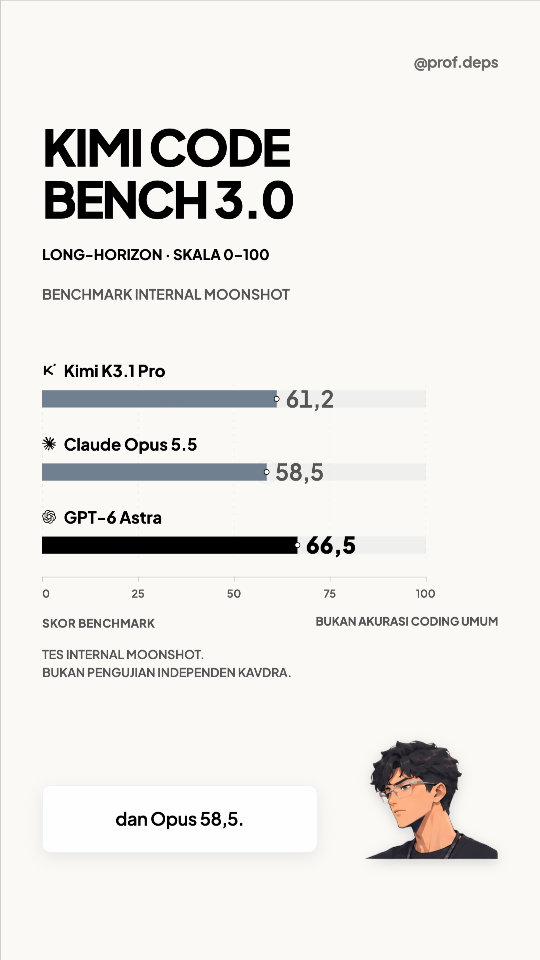 @prof.deps
KIMI CODE
BENCH 3.0
LONG-HORIZON · SKALA 0–100
BENCHMARK INTERNAL MOONSHOT
Kimi K3.1 Pro
61,2
Claude Opus 5.5
58,5
GPT-6 Astra
66,5
0 25 50 75 100
SKOR BENCHMARK
BUKAN AKURASI CODING UMUM
TES INTERNAL MOONSHOT.
BUKAN PENGUJIAN INDEPENDEN KAVDRA.
dan Opus 58,5.